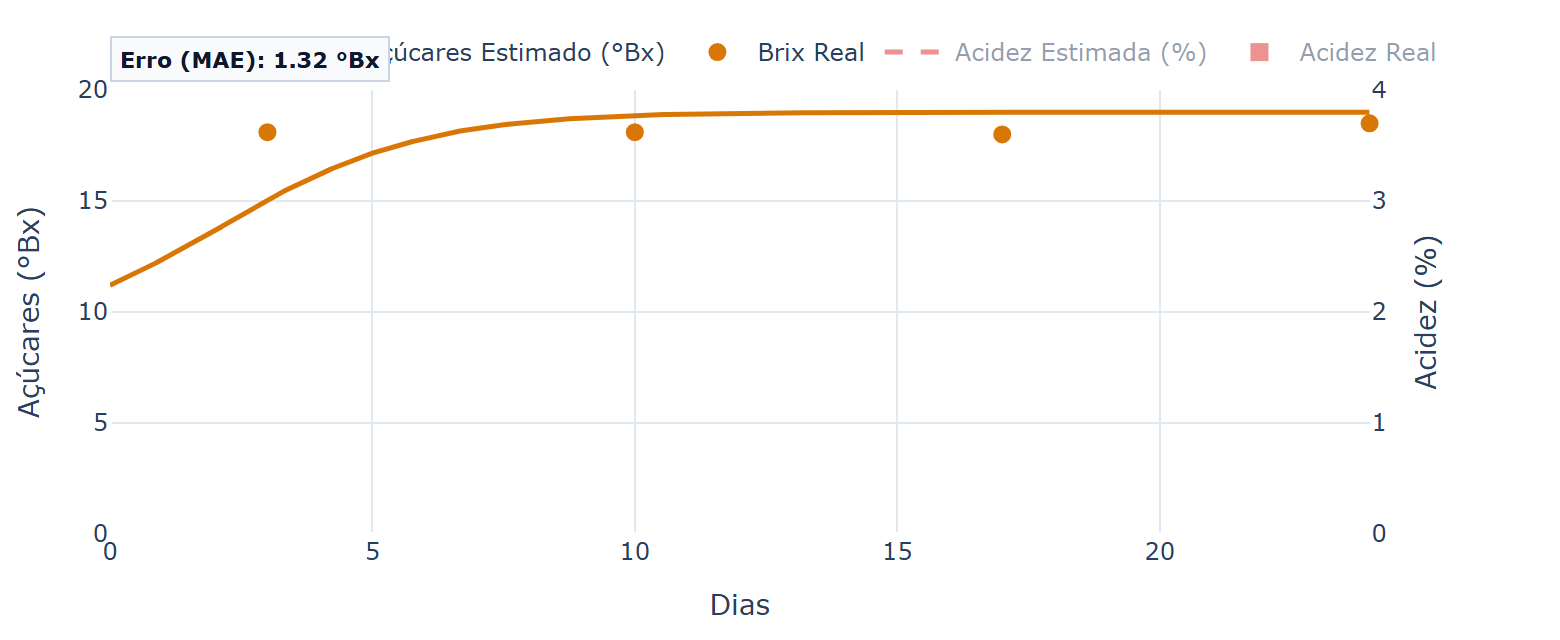 Erro (MAE): 1.32 °Bx
çúcares Estimado (°Bx)
Brix Real
Acidez Estimada (%)
Acidez Real
20
15
10
5
0
Açúcares (°Bx)
4
3
2
1
0
Acidez (%)
0
5
10
15
20
Dias